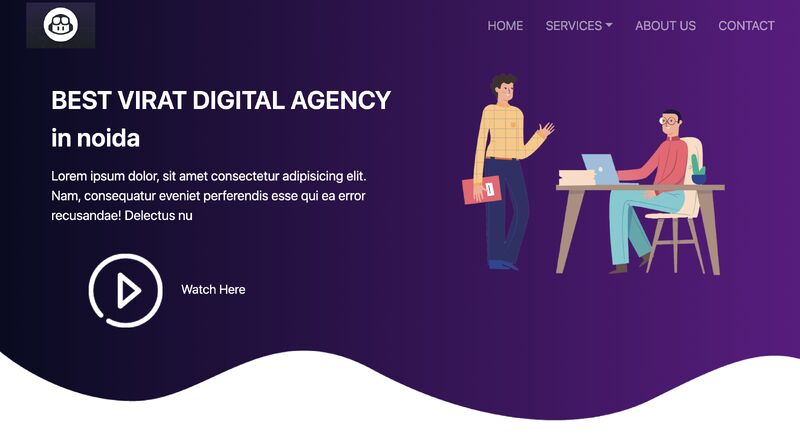 HOME SERVICES ABOUT US CONTACT
BEST VIRAT DIGITAL AGENCY
in noida
Lorem ipsum dolor, sit amet consectetur adipisicing elit.
Nam, consequatur eveniet perferendis esse qui ea error
recusandae! Delectus nu
Watch Here